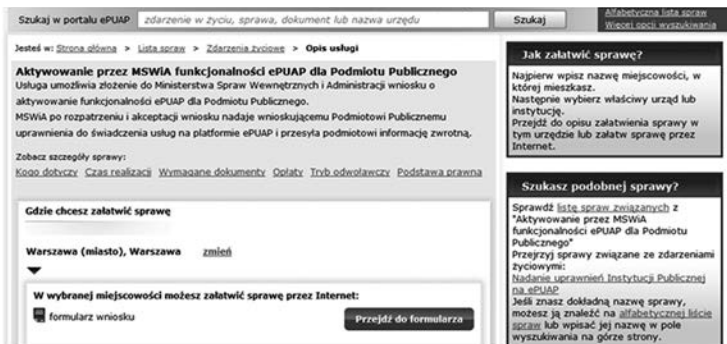 Szukaj w portalu ePUAP zdarzenie w życiu, sprawa, dokument lub nazwa urzędu Szukaj
Alfabetyczna lista spraw
Więcej opcji wyszukiwania
Jesteś w: Strona główna > Lista spraw > Zdarzenia życiowe > Opis usługi
Aktywowanie przez MSWiA funkcjonalności ePUAP dla Podmiotu Publicznego
Usługa umożliwia złożenie do Ministerstwa Spraw Wewnętrznych i Administracji wniosku o
aktywowanie funkcjonalności ePUAP dla Podmiotu Publicznego.
MSWiA po rozpatrzeniu i akceptacji wniosku nadaje wnioskującemu Podmiotowi Publicznemu
uprawnienia do świadczenia usług na platformie ePUAP i przesyła podmiotowi informację zwrotną.
Zobacz szczegóły sprawy:
Kogo dotyczy Czas realizacji Wymagane dokumenty Opłaty Tryb odwoławczy Podstawa prawna
Gdzie chcesz załatwić sprawę
Warszawa (miasto), Warszawa zmień
W wybranej miejscowości możesz załatwić sprawę przez Internet:
formularz wniosku Przejdź do formularza
Jak załatwić sprawę?
Najpierw wpisz nazwę miejscowości, w
której mieszkasz.
Następnie wybierz właściwy urząd lub
instytucję.
Przejdź do opisu załatwienia sprawy w
tym urzędzie lub załatw sprawę przez
Internet.
Szukasz podobnej sprawy?
Sprawdź listę spraw związanych z
"Aktywowanie przez MSWiA
funkcjonalności ePUAP dla Podmiotu
Publicznego"
Przejrzyj sprawy związane ze zdarzeniami
życiowymi:
Nadanie uprawnień Instytucji Publicznej
na ePUAP
Jeśli znasz dokładną nazwę sprawy,
możesz ją znaleźć na alfabetycznej liście
spraw lub wpisać jej nazwę w pole
wyszukiwania na górze strony.